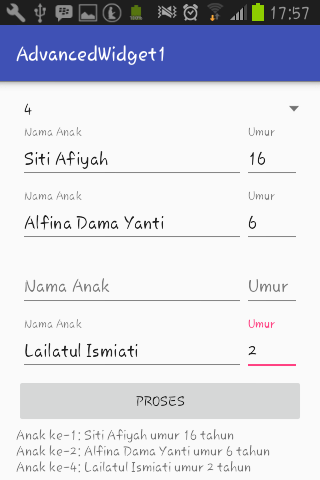 17:57
AdvancedWidget1
4
Nama Anak Umur
Siti Afiyah 16
Nama Anak Umur
Alfina Dama Yanti 6
Nama Anak Umur
Nama Anak Umur
Lailatul Ismiati 2
PROSES
Anak ke-1: Siti Afiyah umur 16 tahun
Anak ke-2: Alfina Dama Yanti umur 6 tahun
Anak ke-4: Lailatul Ismiati umur 2 tahun